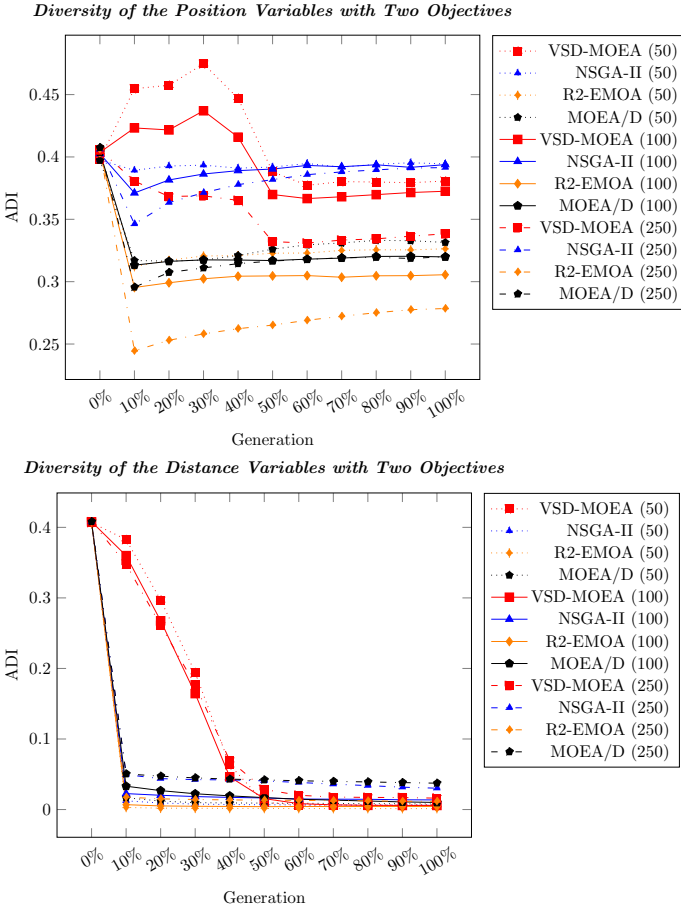 Diversity of the Position Variables with Two Objectives
0.45
0.4
0.35
0.3
0.25
ADI
0% 10% 20% 30% 40% 50% 60% 70% 80% 90% 100%
Generation
VSD-MOEA (50)
NSGA-II (50)
R2-EMOA (50)
MOEA/D (50)
VSD-MOEA (100)
NSGA-II (100)
R2-EMOA (100)
MOEA/D (100)
VSD-MOEA (250)
NSGA-II (250)
R2-EMOA (250)
MOEA/D (250)
Diversity of the Distance Variables with Two Objectives
0.4
0.3
0.2
0.1
0
ADI
0% 10% 20% 30% 40% 50% 60% 70% 80% 90% 100%
Generation
VSD-MOEA (50)
NSGA-II (50)
R2-EMOA (50)
MOEA/D (50)
VSD-MOEA (100)
NSGA-II (100)
R2-EMOA (100)
MOEA/D (100)
VSD-MOEA (250)
NSGA-II (250)
R2-EMOA (250)
MOEA/D (250)